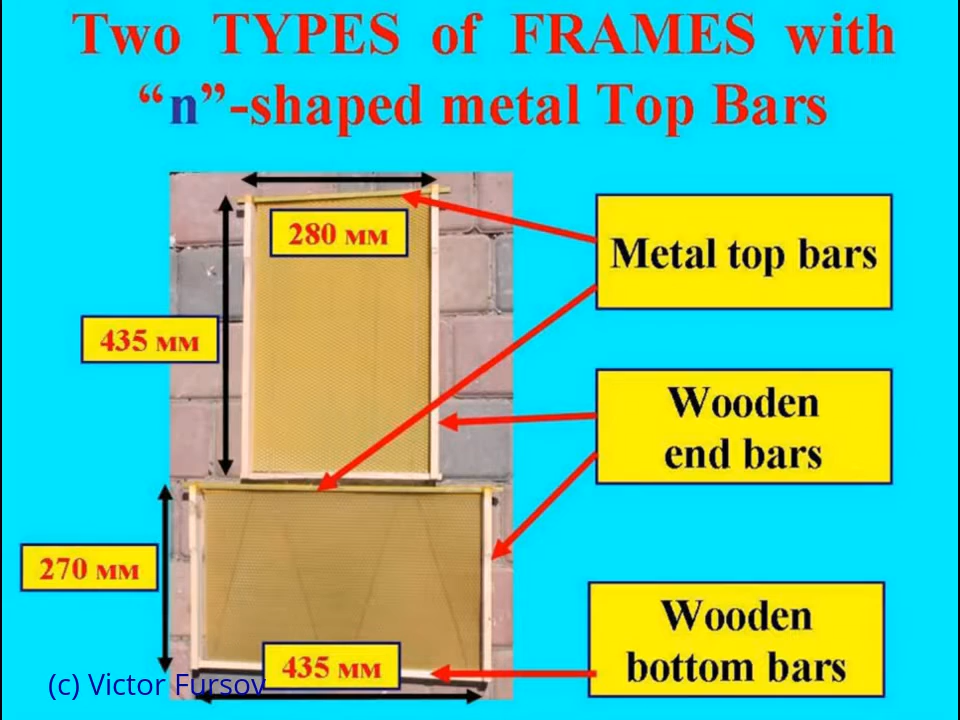 Two TYPES of FRAMES with
“n”-shaped metal Top Bars
280 мм
Metal top bars
435 мм
Wooden
end bars
270 мм
Wooden
bottom bars
435 мм
(c) Victor Fursov